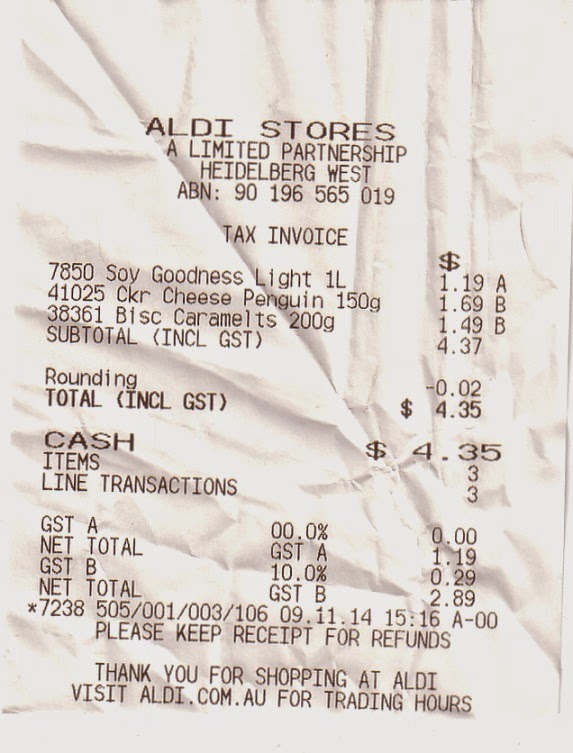 ALDI STORES
A LIMITED PARTNERSHIP
HEIDELBERG WEST
ABN: 90 196 565 019
TAX INVOICE
$
7850 Soy Goodness Light 1L 1.19 A
41025 Ckr Cheese Penguin 150g 1.69 B
38361 Bisc Caramelts 200g 1.49 B
SUBTOTAL (INCL GST) 4.37
Rounding -0.02
TOTAL (INCL GST) $ 4.35
CASH $ 4.35
ITEMS 3
LINE TRANSACTIONS 3
GST A 00.0% 0.00
NET TOTAL GST A 1.19
GST B 10.0% 0.29
NET TOTAL GST B 2.89
*7238 505/001/003/106 09.11.14 15:16 A-00
PLEASE KEEP RECEIPT FOR REFUNDS
THANK YOU FOR SHOPPING AT ALDI
VISIT ALDI.COM.AU FOR TRADING HOURS